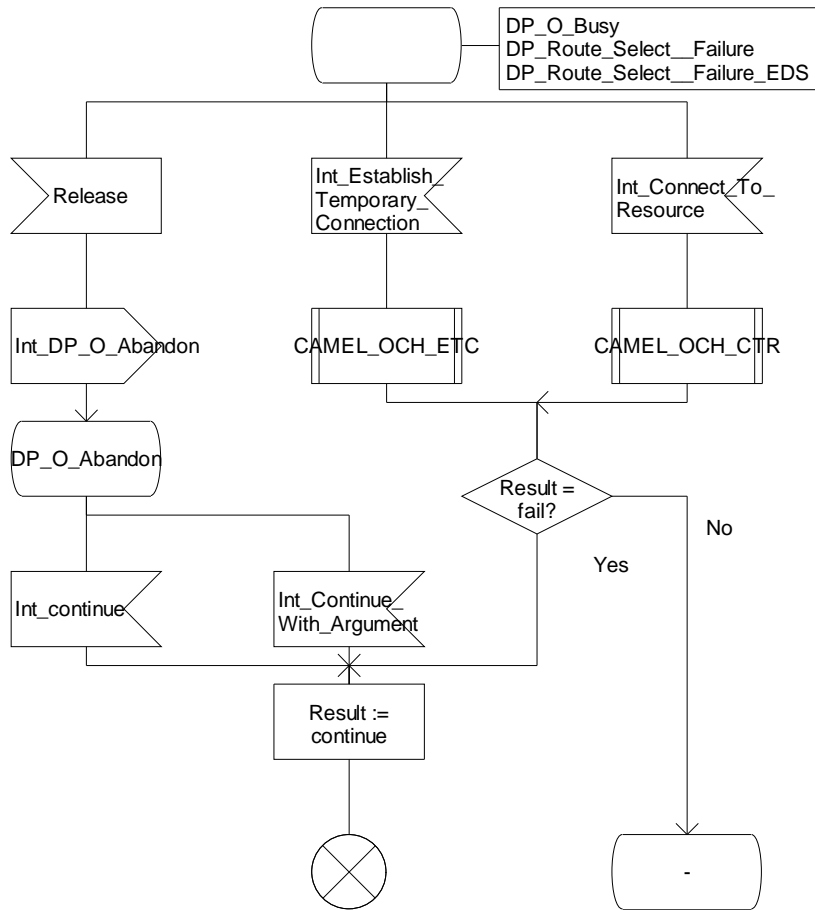 DP_O_Busy
DP_Route_Select__Failure
DP_Route_Select__Failure_EDS
Release
Int_Establish_
Temporary_
Connection
Int_Connect_To_
Resource
Int_DP_O_Abandon
CAMEL_OCH_ETC
CAMEL_OCH_CTR
DP_O_Abandon
Result =
fail?
No
Yes
Int_continue
Int_Continue_
With_Argument
Result :=
continue
-